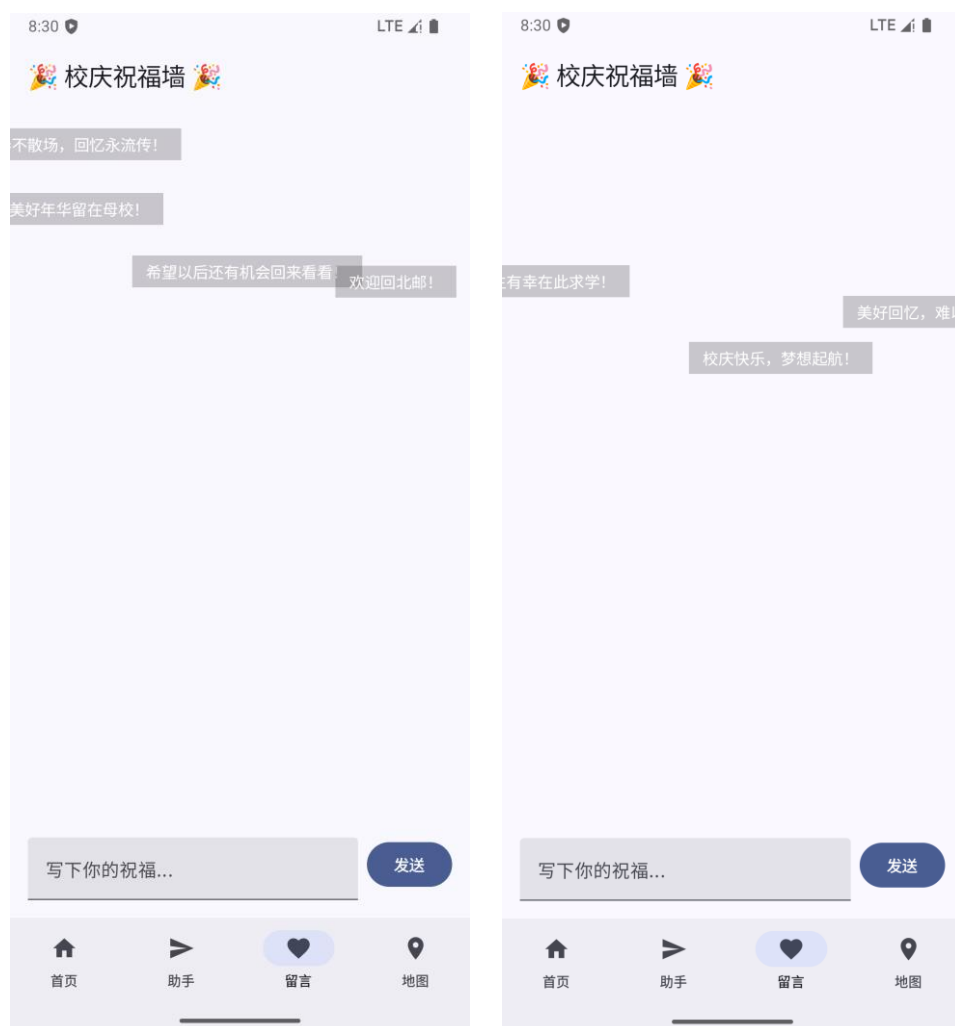 8:30
LTE
🎉 校庆祝福墙 🎉
不散场，回忆永流传！
美好年华留在母校！
希望以后还有机会回来看看
欢迎回北邮！
写下你的祝福...
发送
首页
助手
留言
地图
8:30
LTE
🎉 校庆祝福墙 🎉
有幸在此求学！
美好回忆，难
校庆快乐，梦想起航！
写下你的祝福...
发送
首页
助手
留言
地图